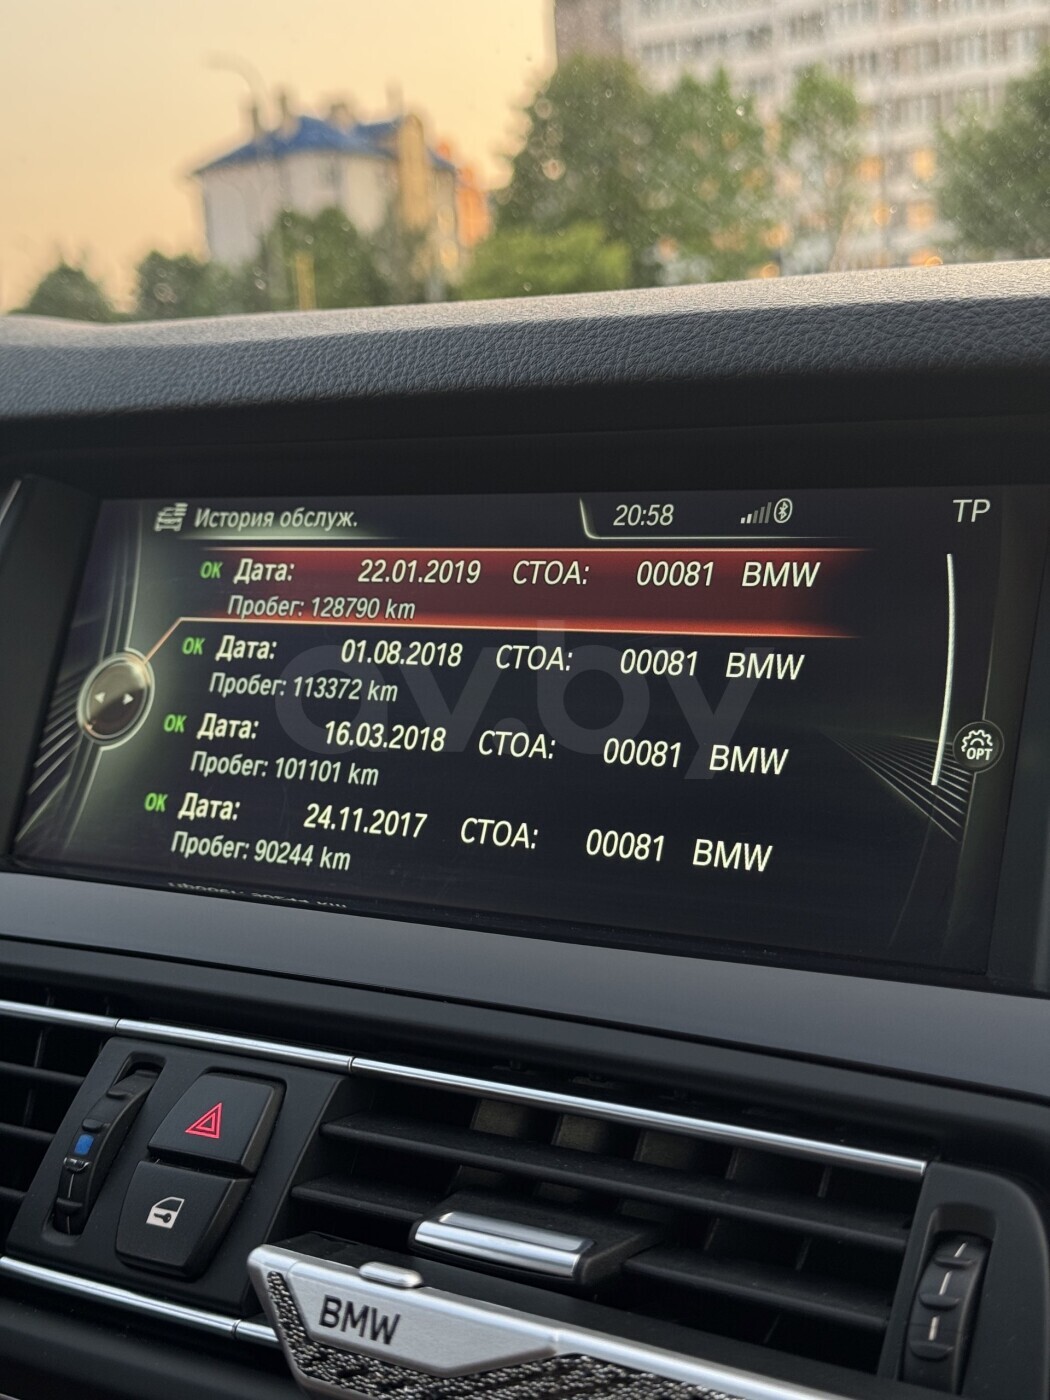 История обслуж. 20:58 TP
OK Дата: 22.01.2019 СТОА: 00081 BMW
Пробег: 128790 km
OK Дата: 01.08.2018 СТОА: 00081 BMW
Пробег: 113372 km
OK Дата: 16.03.2018 СТОА: 00081 BMW
Пробег: 101101 km
OPT
OK Дата: 24.11.2017 СТОА: 00081 BMW
Пробег: 90244 km
av.by
BMW